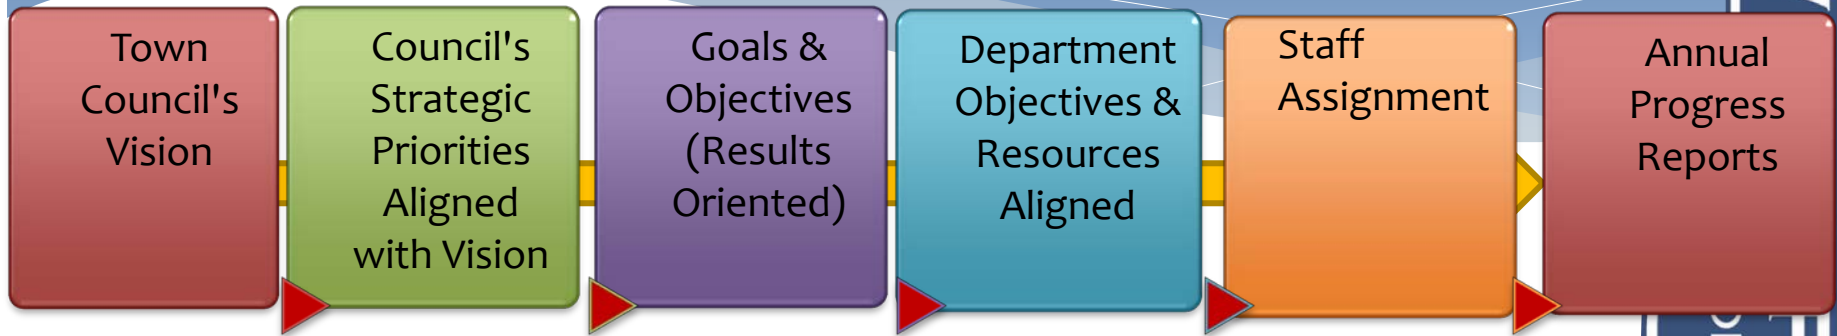 Town
Council's
Vision
Council's
Strategic
Priorities
Aligned
with Vision
Goals &
Objectives
(Results
Oriented)
Department
Objectives &
Resources
Aligned
Staff
Assignment
Annual
Progress
Reports